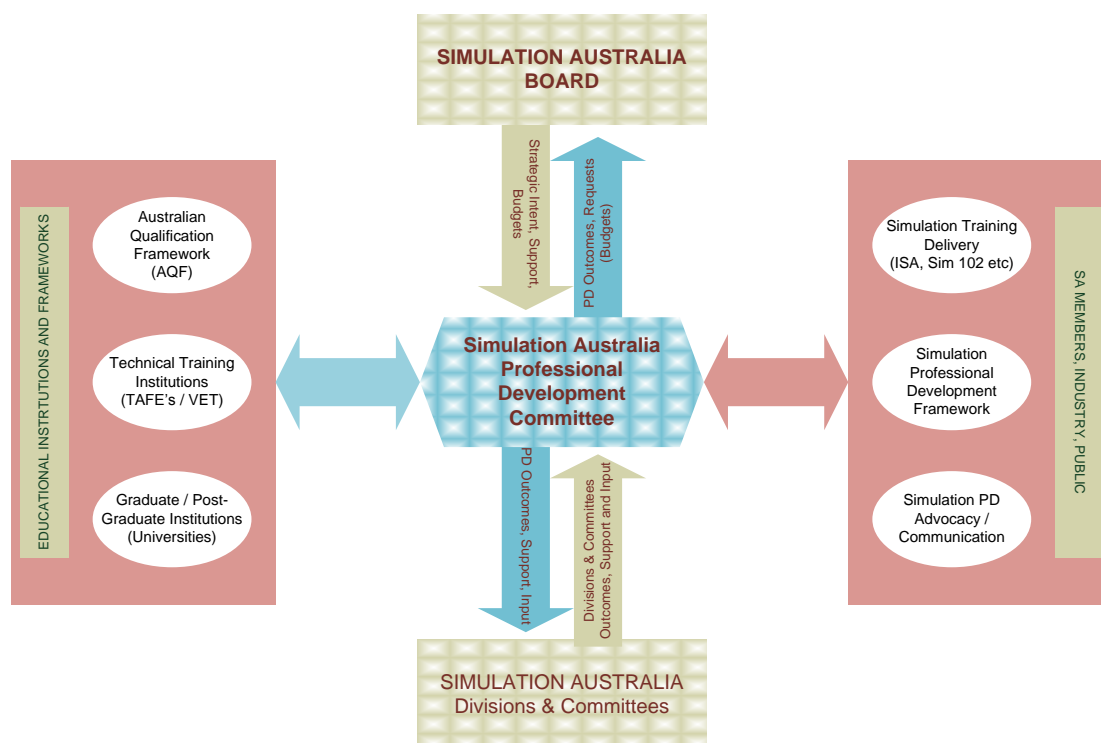 SIMULATION AUSTRALIA
BOARD
Strategic Intent, Support,
Budgets
PD Outcomes, Requests
(Budgets)
EDUCATIONAL INSTRTUTIONS AND FRAMEWORKS
Australian
Qualification
Framework
(AQF)
Technical Training
Institutions
(TAFE's / VET)
Graduate / Post-
Graduate Institutions
(Universities)
Simulation Australia
Professional
Development
Committee
Simulation Training
Delivery
(ISA, Sim 102 etc)
Simulation
Professional
Development
Framework
Simulation PD
Advocacy /
Communication
SA MEMBERS, INDUSTRY, PUBLIC
PD Outcomes, Support, Input
Divisions & Committees
Outcomes, Support and Input
SIMULATION AUSTRALIA
Divisions & Committees